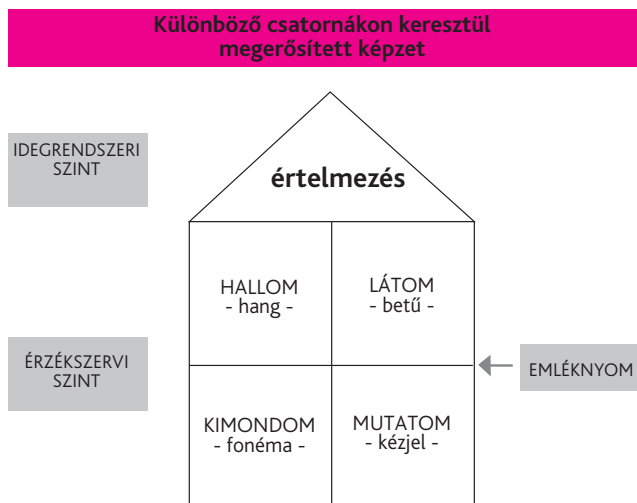 Különböző csatornákon keresztül
megerősített képzet
IDEGRENDSZERI
SZINT
értelmezés
HALLOM
- hang -
LÁTOM
- betű -
ÉRZÉKSZERVI
SZINT
EMLÉKNYOM
KIMONDOM
- fonéma -
MUTATOM
- kézjel -